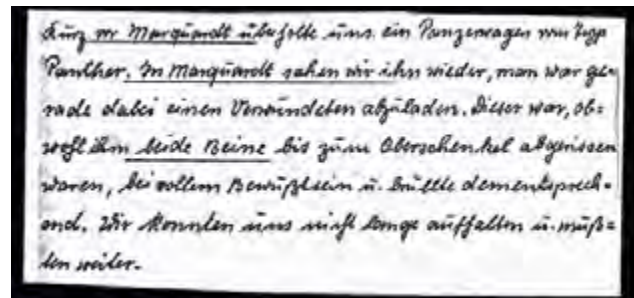 Kurz vor Marquardt überholte uns ein Panzerwagen vom Typ
Panther. In Marquardt sahen wir ihn wieder, man war ge=
rade dabei einen Verwundeten abzuladen. Dieser war, ob=
wohl ihm beide Beine bis zum Oberschenkel abgerissen
waren, bei vollem Bewußtsein u. brüllte dementsprech=
end. Wir konnten uns nicht lange aufhalten u. muß=
ten weiter.